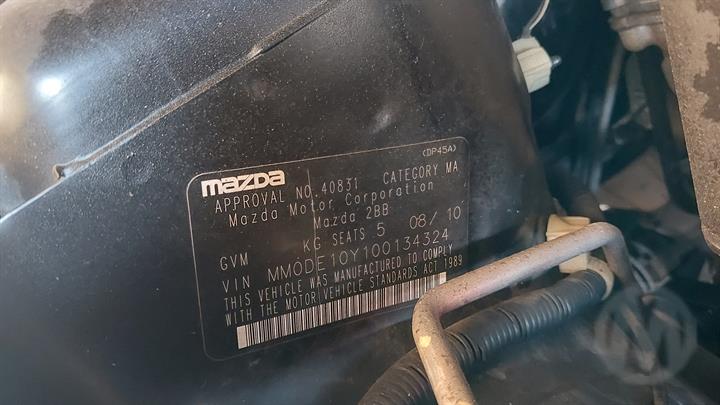 (DP45A)
mazda
APPROVAL NO. 40831 CATEGORY MA
Mazda Motor Corporation
Mazda 2BB
GVM KG SEATS 5 08/10
VIN MM0DE10Y100134324
THIS VEHICLE WAS MANUFACTURED TO COMPLY
WITH THE MOTOR VEHICLE STANDARDS ACT 1989
M